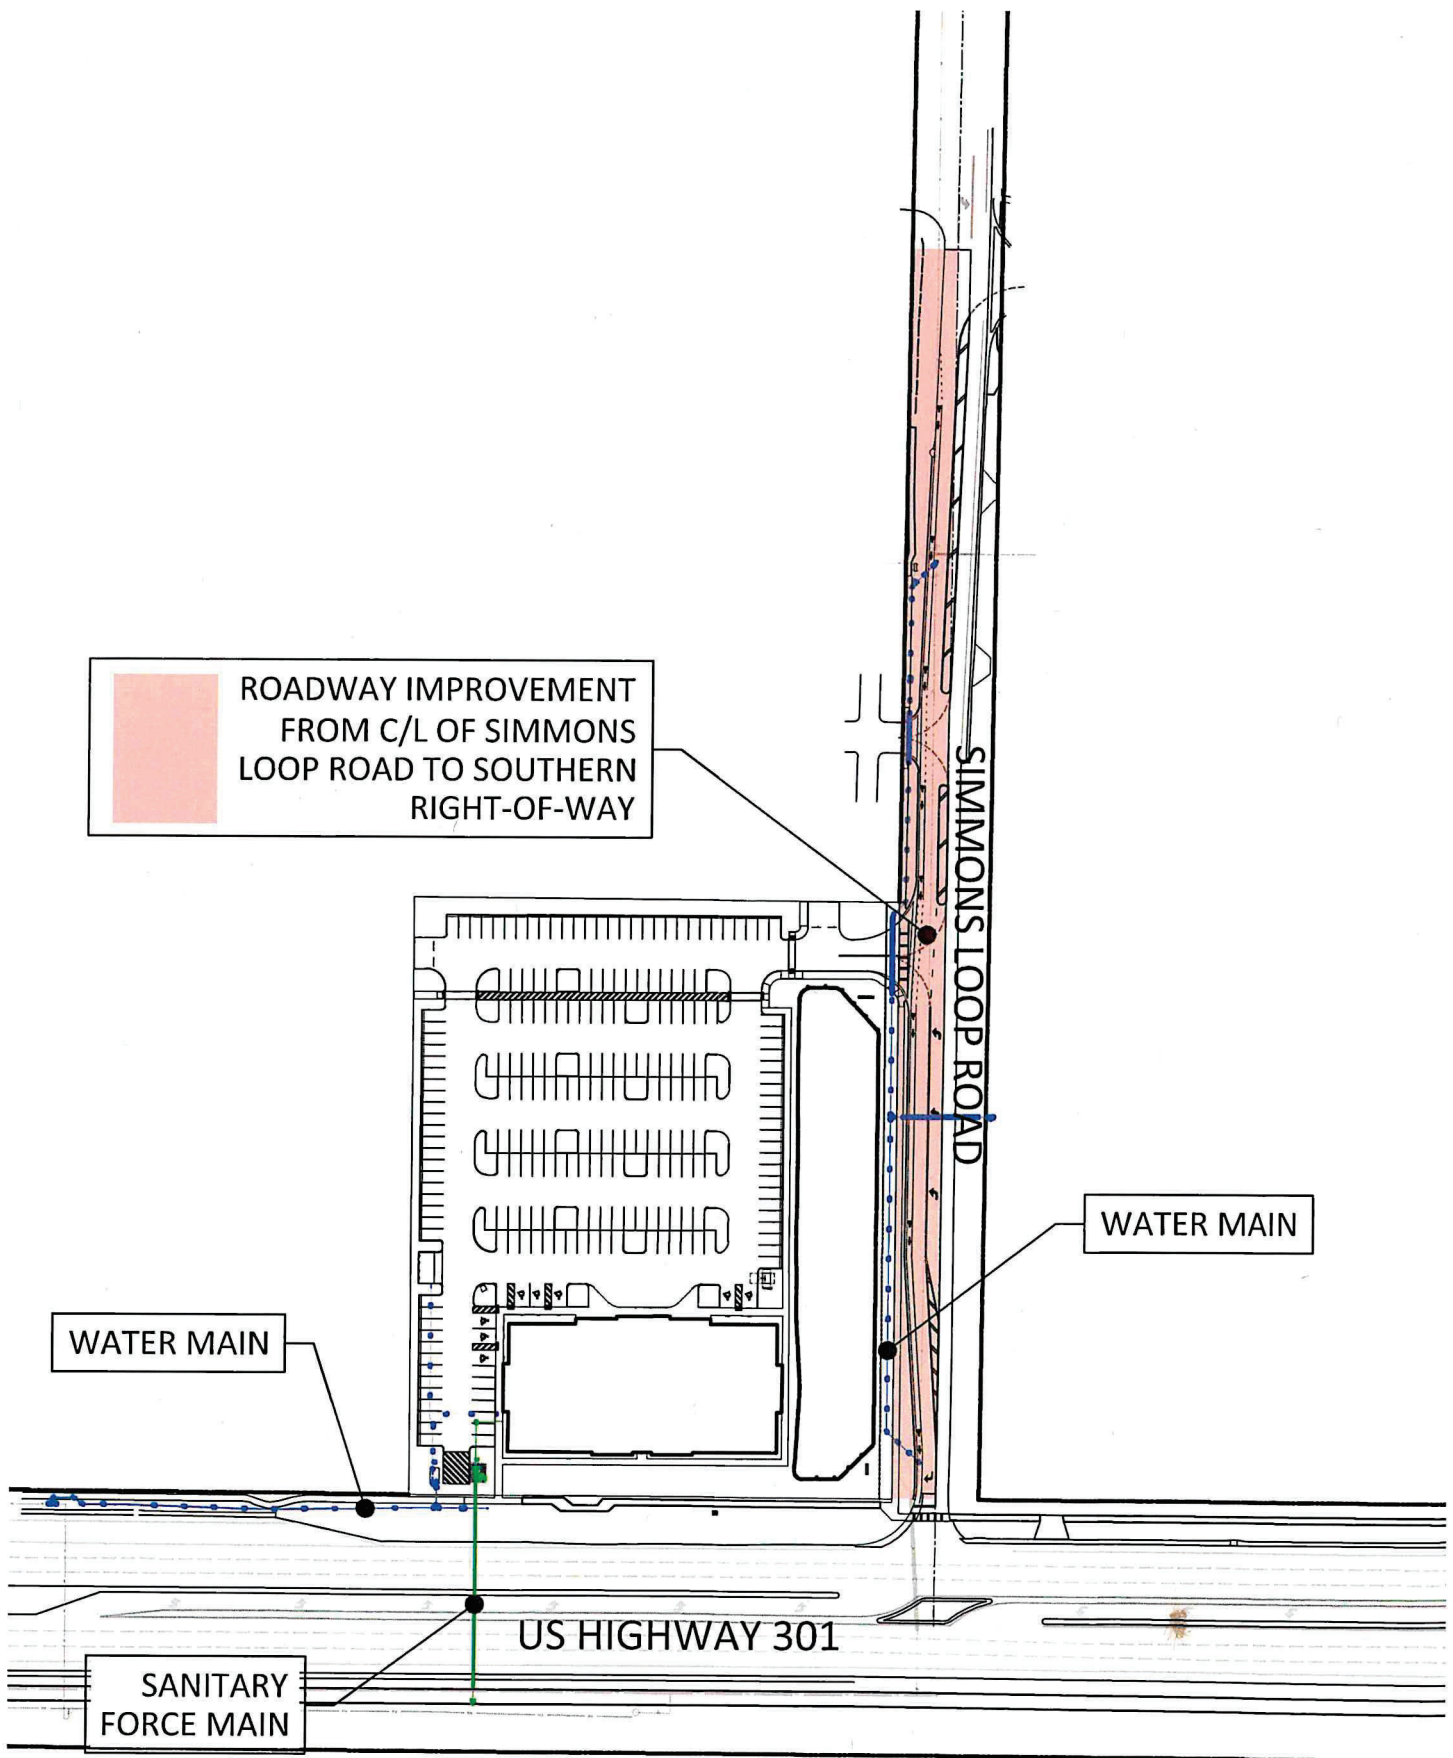 ROADWAY IMPROVEMENT
FROM C/L OF SIMMONS
LOOP ROAD TO SOUTHERN
RIGHT-OF-WAY
SIMMONS LOOP ROAD
WATER MAIN
WATER MAIN
US HIGHWAY 301
SANITARY
FORCE MAIN